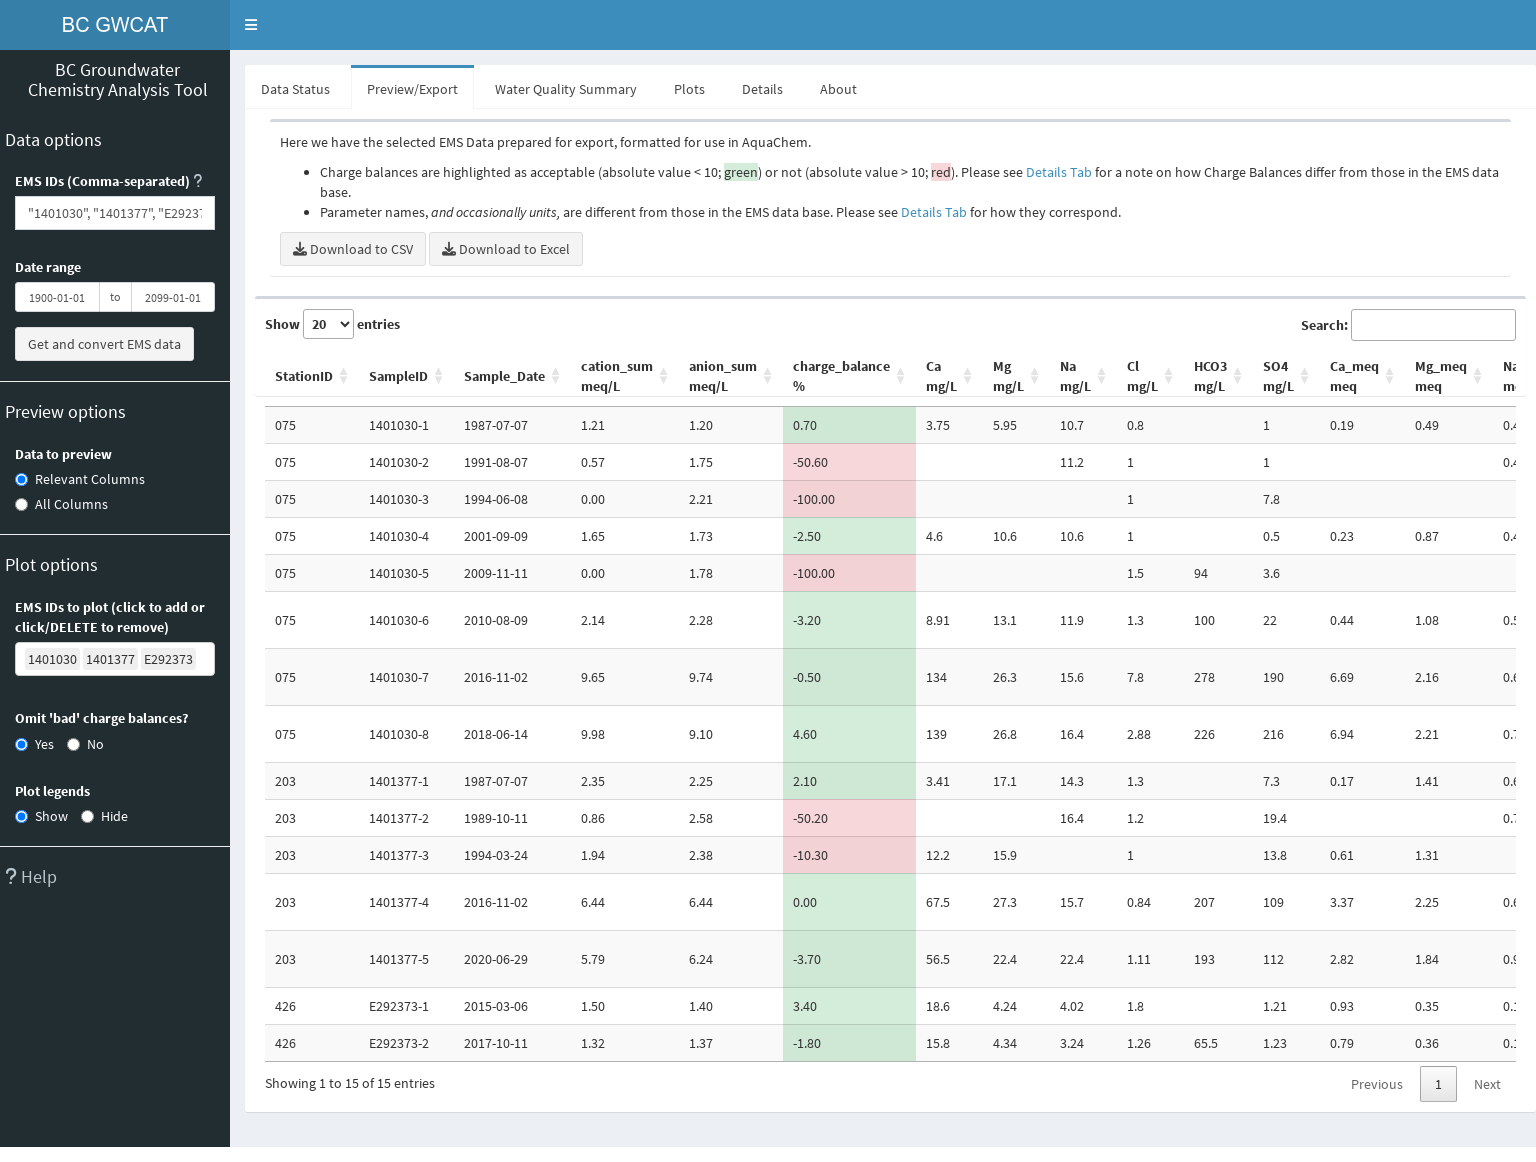 BC GWCAT
BC Groundwater
Chemistry Analysis Tool
Data options
EMS IDs (Comma-separated) ?
"1401030", "1401377", "E29237
Date range
1900-01-01 to 2099-01-01
Get and convert EMS data
Preview options
Data to preview
Relevant Columns
All Columns
Plot options
EMS IDs to plot (click to add or
click/DELETE to remove)
1401030 1401377 E292373
Omit 'bad' charge balances?
Yes No
Plot legends
Show Hide
? Help
Data Status Preview/Export Water Quality Summary Plots Details About
Here we have the selected EMS Data prepared for export, formatted for use in AquaChem.
• Charge balances are highlighted as acceptable (absolute value < 10; green) or not (absolute value > 10; red). Please see Details Tab for a note on how Charge Balances differ from those in the EMS data
base.
• Parameter names, and occasionally units, are different from those in the EMS data base. Please see Details Tab for how they correspond.
Download to CSV Download to Excel
Show 20 entries Search:
StationID SampleID Sample_Date cation_sum meq/L anion_sum meq/L charge_balance % Ca mg/L Mg mg/L Na mg/L Cl mg/L HCO3 mg/L SO4 mg/L Ca_meq meq Mg_meq meq Na
075 1401030-1 1987-07-07 1.21 1.20 0.70 3.75 5.95 10.7 0.8 1 0.19 0.49
075 1401030-2 1991-08-07 0.57 1.75 -50.60 11.2 1 1
075 1401030-3 1994-06-08 0.00 2.21 -100.00 1 7.8
075 1401030-4 2001-09-09 1.65 1.73 -2.50 4.6 10.6 10.6 1 0.5 0.23 0.87
075 1401030-5 2009-11-11 0.00 1.78 -100.00 1.5 94 3.6
075 1401030-6 2010-08-09 2.14 2.28 -3.20 8.91 13.1 11.9 1.3 100 22 0.44 1.08
075 1401030-7 2016-11-02 9.65 9.74 -0.50 134 26.3 15.6 7.8 278 190 6.69 2.16
075 1401030-8 2018-06-14 9.98 9.10 4.60 139 26.8 16.4 2.88 226 216 6.94 2.21
203 1401377-1 1987-07-07 2.35 2.25 2.10 3.41 17.1 14.3 1.3 7.3 0.17 1.41
203 1401377-2 1989-10-11 0.86 2.58 -50.20 16.4 1.2 19.4
203 1401377-3 1994-03-24 1.94 2.38 -10.30 12.2 15.9 1 13.8 0.61 1.31
203 1401377-4 2016-11-02 6.44 6.44 0.00 67.5 27.3 15.7 0.84 207 109 3.37 2.25
203 1401377-5 2020-06-29 5.79 6.24 -3.70 56.5 22.4 22.4 1.11 193 112 2.82 1.84
426 E292373-1 2015-03-06 1.50 1.40 3.40 18.6 4.24 4.02 1.8 1.21 0.93 0.35
426 E292373-2 2017-10-11 1.32 1.37 -1.80 15.8 4.34 3.24 1.26 65.5 1.23 0.79 0.36
Showing 1 to 15 of 15 entries Previous 1 Next